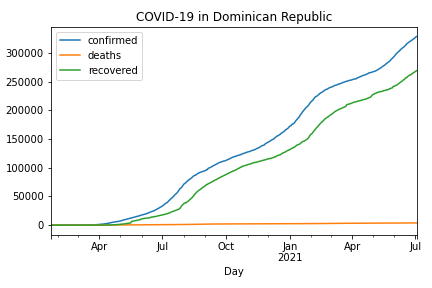 COVID-19 in Dominican Republic
confirmed
deaths
recovered
300000
250000
200000
150000
100000
50000
0
Apr Jul Oct Jan Apr Jul
2021
Day